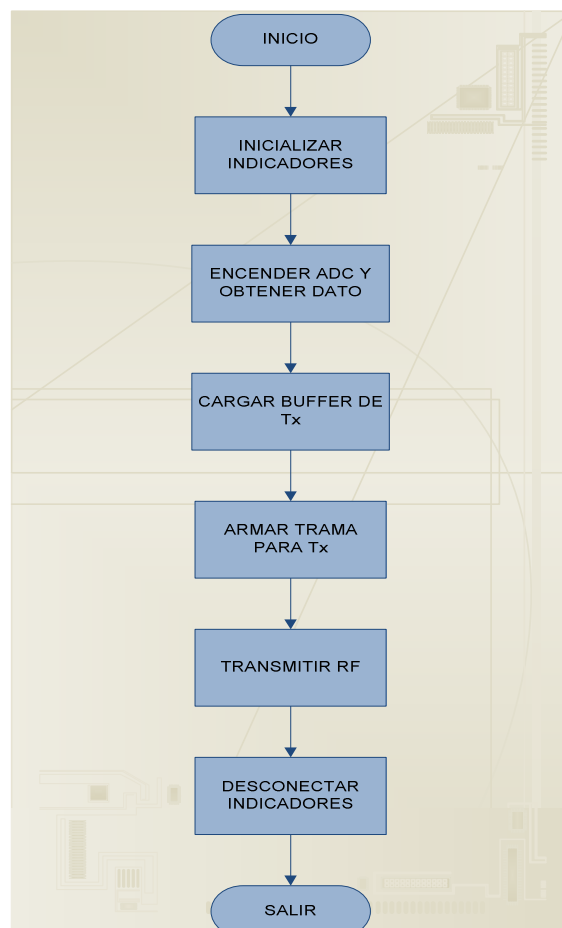 INICIO
INICIALIZAR
INDICADORES
ENCENDER ADC Y
OBTENER DATO
CARGAR BUFFER DE
Tx
ARMAR TRAMA
PARA Tx
TRANSMITIR RF
DESCONECTAR
INDICADORES
SALIR